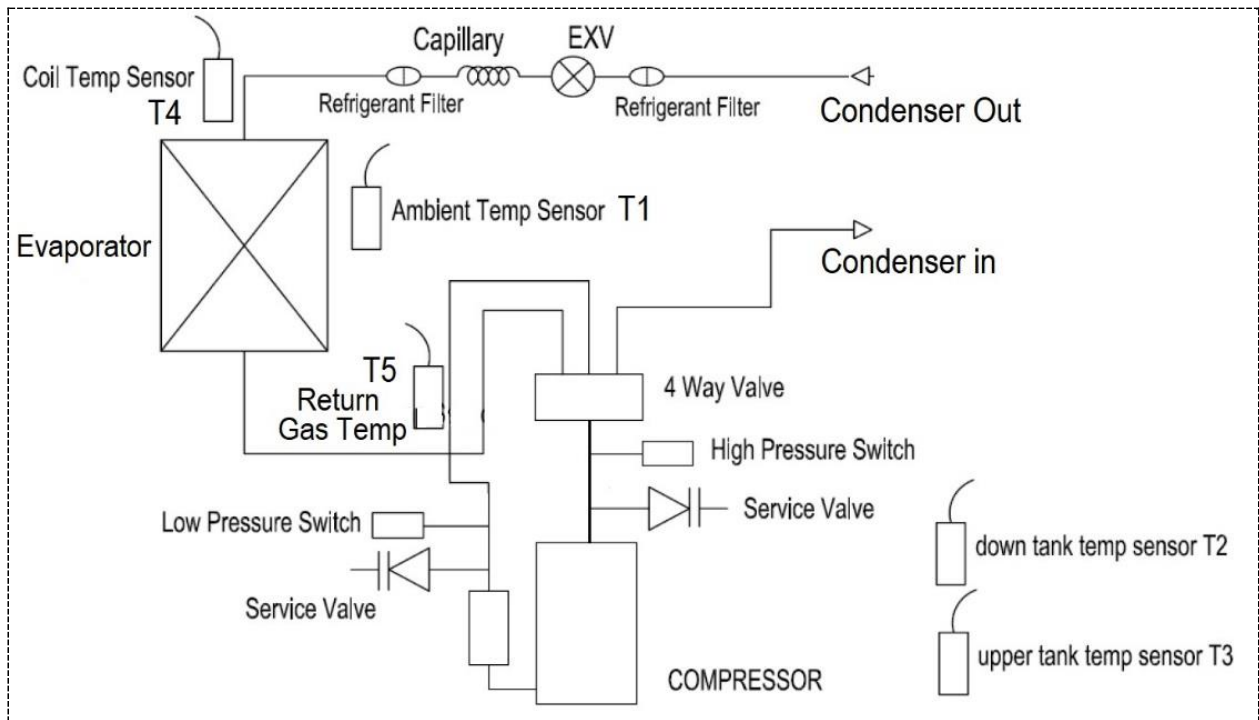 Capillary
EXV
Coil Temp Sensor
T4
Refrigerant Filter
Refrigerant Filter
Condenser Out
Ambient Temp Sensor T1
Evaporator
Condenser in
T5
Return
Gas Temp
4 Way Valve
High Pressure Switch
Low Pressure Switch
Service Valve
Service Valve
down tank temp sensor T2
upper tank temp sensor T3
COMPRESSOR